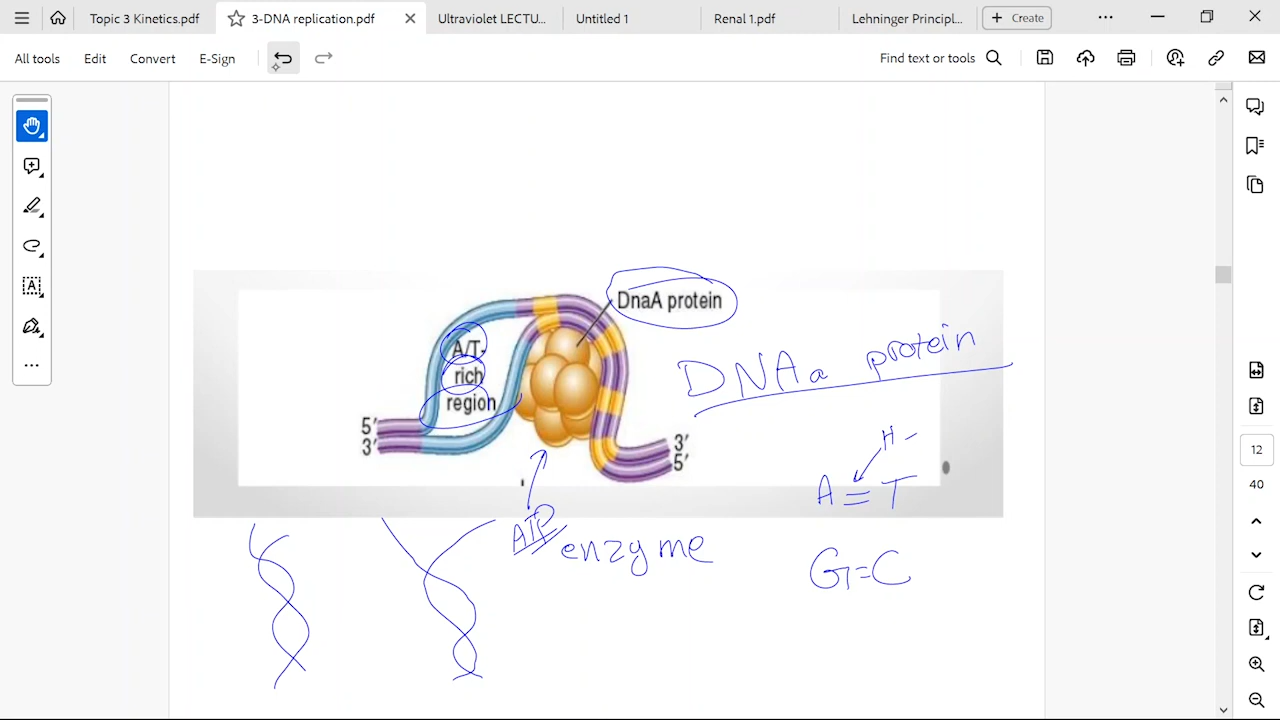 Topic 3 Kinetics.pdf
3-DNA replication.pdf
Ultraviolet LECTU...
Untitled 1
Renal 1.pdf
Lehninger Principl...
Create
All tools
Edit
Convert
E-Sign
Find text or tools
DnaA protein
A/T-
rich
region
DNAa protein
5'
3'
3'
5'
H -
A = T
ATP
enzyme
G=C
12
40